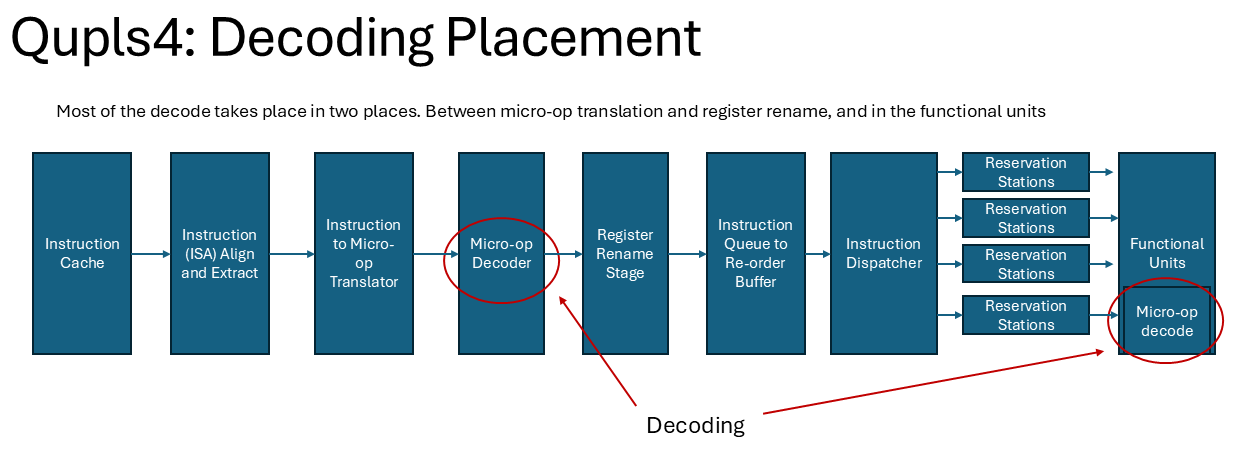 Qupls4: Decoding Placement
Most of the decode takes place in two places. Between micro-op translation and register rename, and in the functional units
Instruction
Cache
Instruction
(ISA) Align
and Extract
Instruction
to Micro-
op
Translator
Micro-op
Decoder
Register
Rename
Stage
Instruction
Queue to
Re-order
Buffer
Instruction
Dispatcher
Reservation
Stations
Reservation
Stations
Reservation
Stations
Reservation
Stations
Functional
Units
Micro-op
decode
Decoding